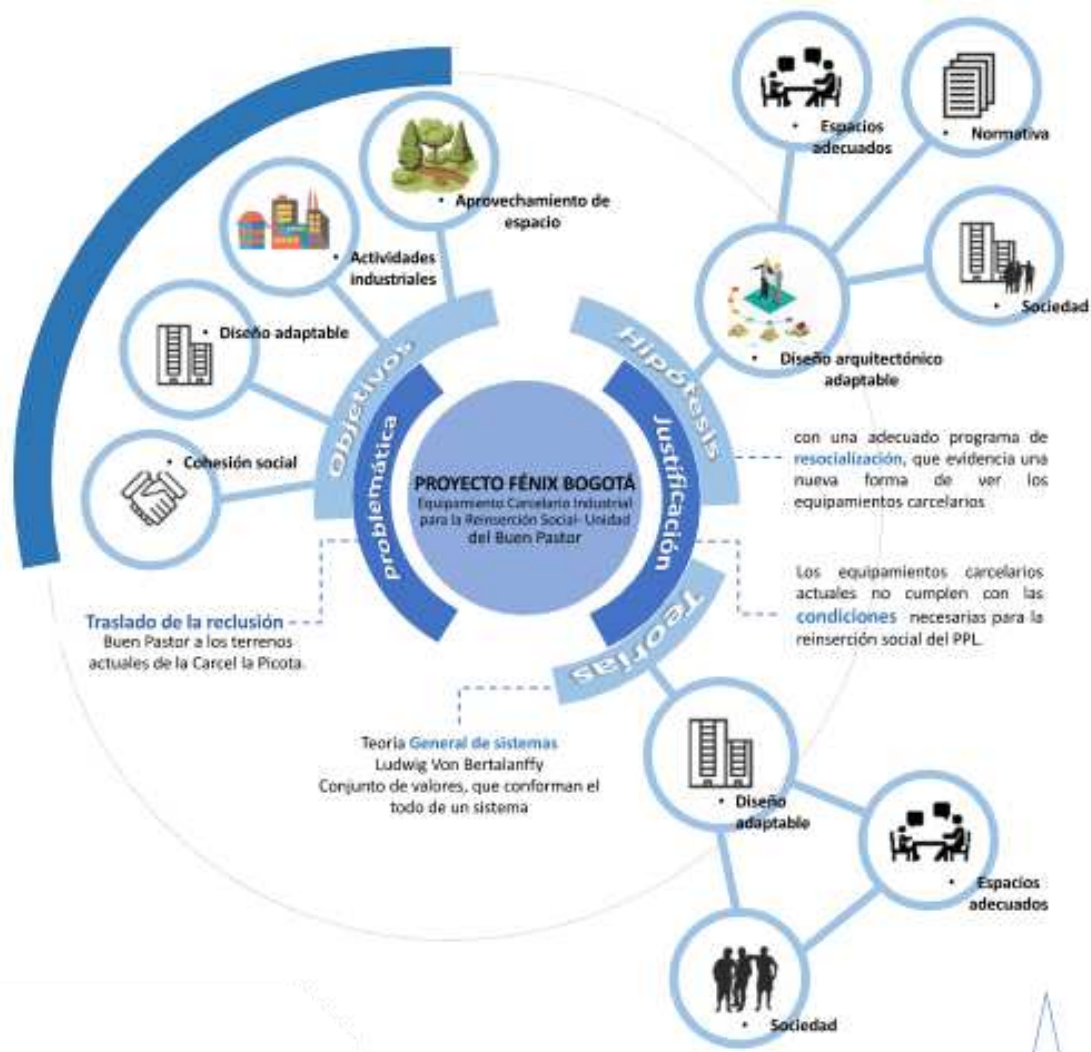 Espacios
adecuados
Normativa
Sociedad
Diseño arquitectónico
adaptable
Aprovechamiento de
espacio
Actividades
industriales
Diseño adaptable
Cohesión social
Objetivos
Hipótesis
problemática
Justificación
PROYECTO FÉNIX BOGOTÁ
Equipamiento Carcelario Industrial
para la Reinserción Social- Unidad
del Buen Pastor
con una adecuado programa de
resocialización, que evidencia una
nueva forma de ver los
equipamientos carcelarios
Los equipamientos carcelarios
actuales no cumplen con las
condiciones necesarias para la
reinserción social del PPL.
Traslado de la reclusión
Buen Pastor a los terrenos
actuales de la Carcel la Picota.
Teorías
Teoria General de sistemas
Ludwig Von Bertalanffy
Conjunto de valores, que conforman el
todo de un sistema
Diseño
adaptable
Espacios
adecuados
Sociedad